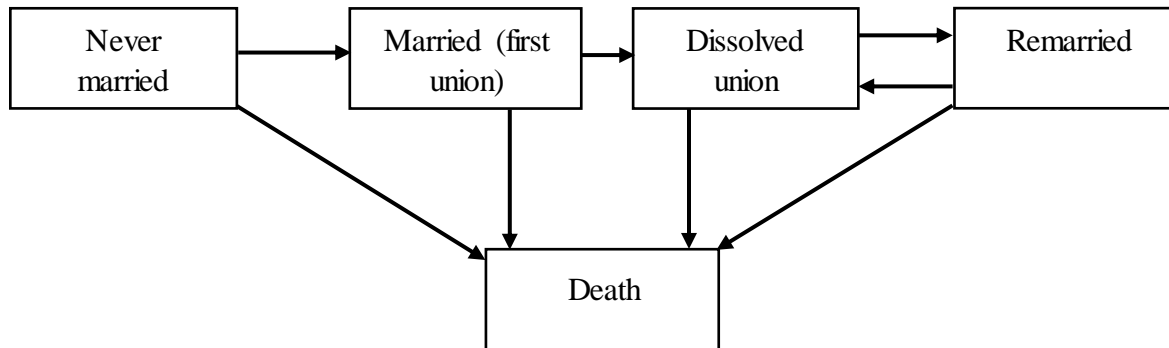 Never
married
Married (first
union)
Dissolved
union
Remarried
Death